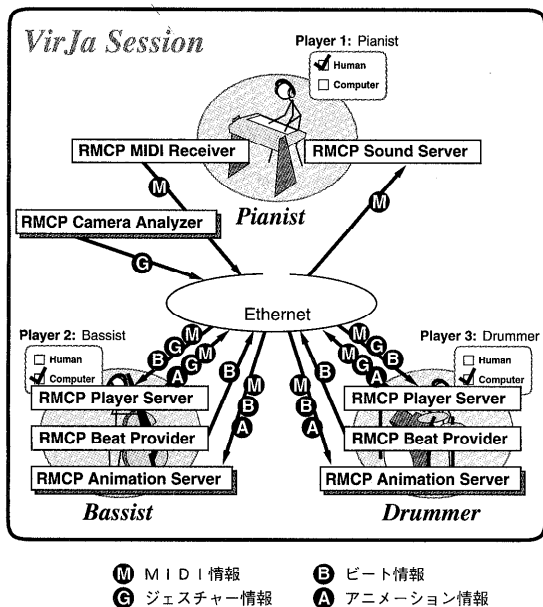 VirJa Session
Player 1: Pianist
Human
Computer
RMCP MIDI Receiver
RMCP Sound Server
M
M
Pianist
RMCP Camera Analyzer
G
Ethernet
Player 2: Bassist
Human
Computer
B G M
A G M
B
M B A
RMCP Player Server
RMCP Beat Provider
RMCP Animation Server
Bassist
Player 3: Drummer
Human
Computer
M G B
M G A
B
M B A
RMCP Player Server
RMCP Beat Provider
RMCP Animation Server
Drummer
M ＭＩＤＩ情報
B ビート情報
G ジェスチャー情報
A アニメーション情報